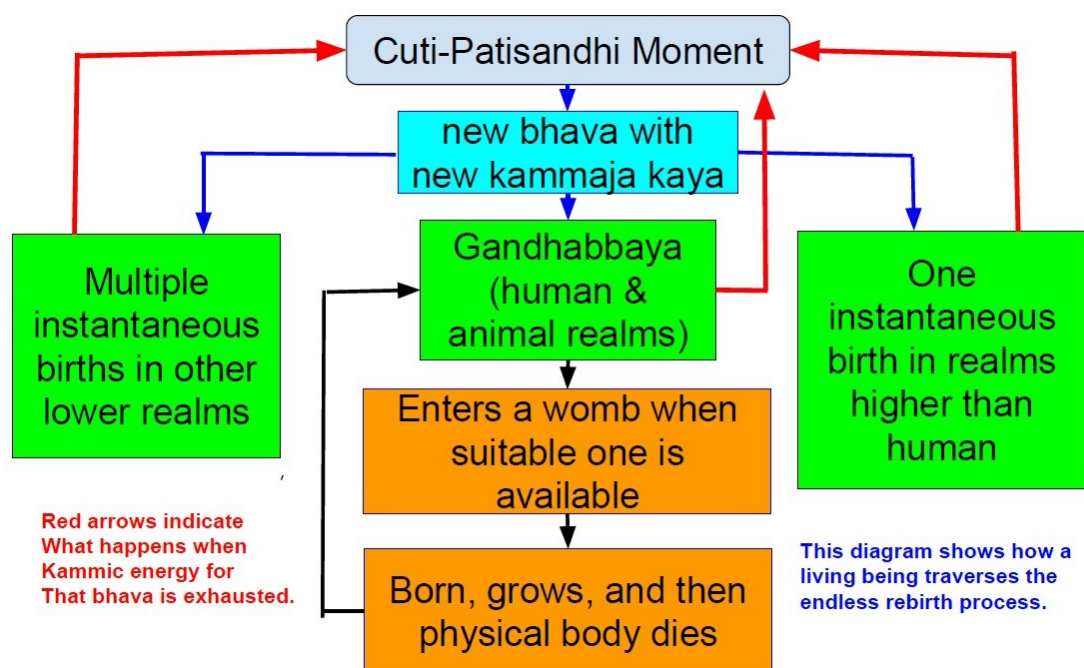 Cuti-Patisandhi Moment
new bhava with
new kammaja kaya
Multiple
instantaneous
births in other
lower realms
Gandhabbaya
(human &
animal realms)
One
instantaneous
birth in realms
higher than
human
Enters a womb when
suitable one is
available
Red arrows indicate
What happens when
Kammic energy for
That bhava is exhausted.
This diagram shows how a
living being traverses the
endless rebirth process.
Born, grows, and then
physical body dies